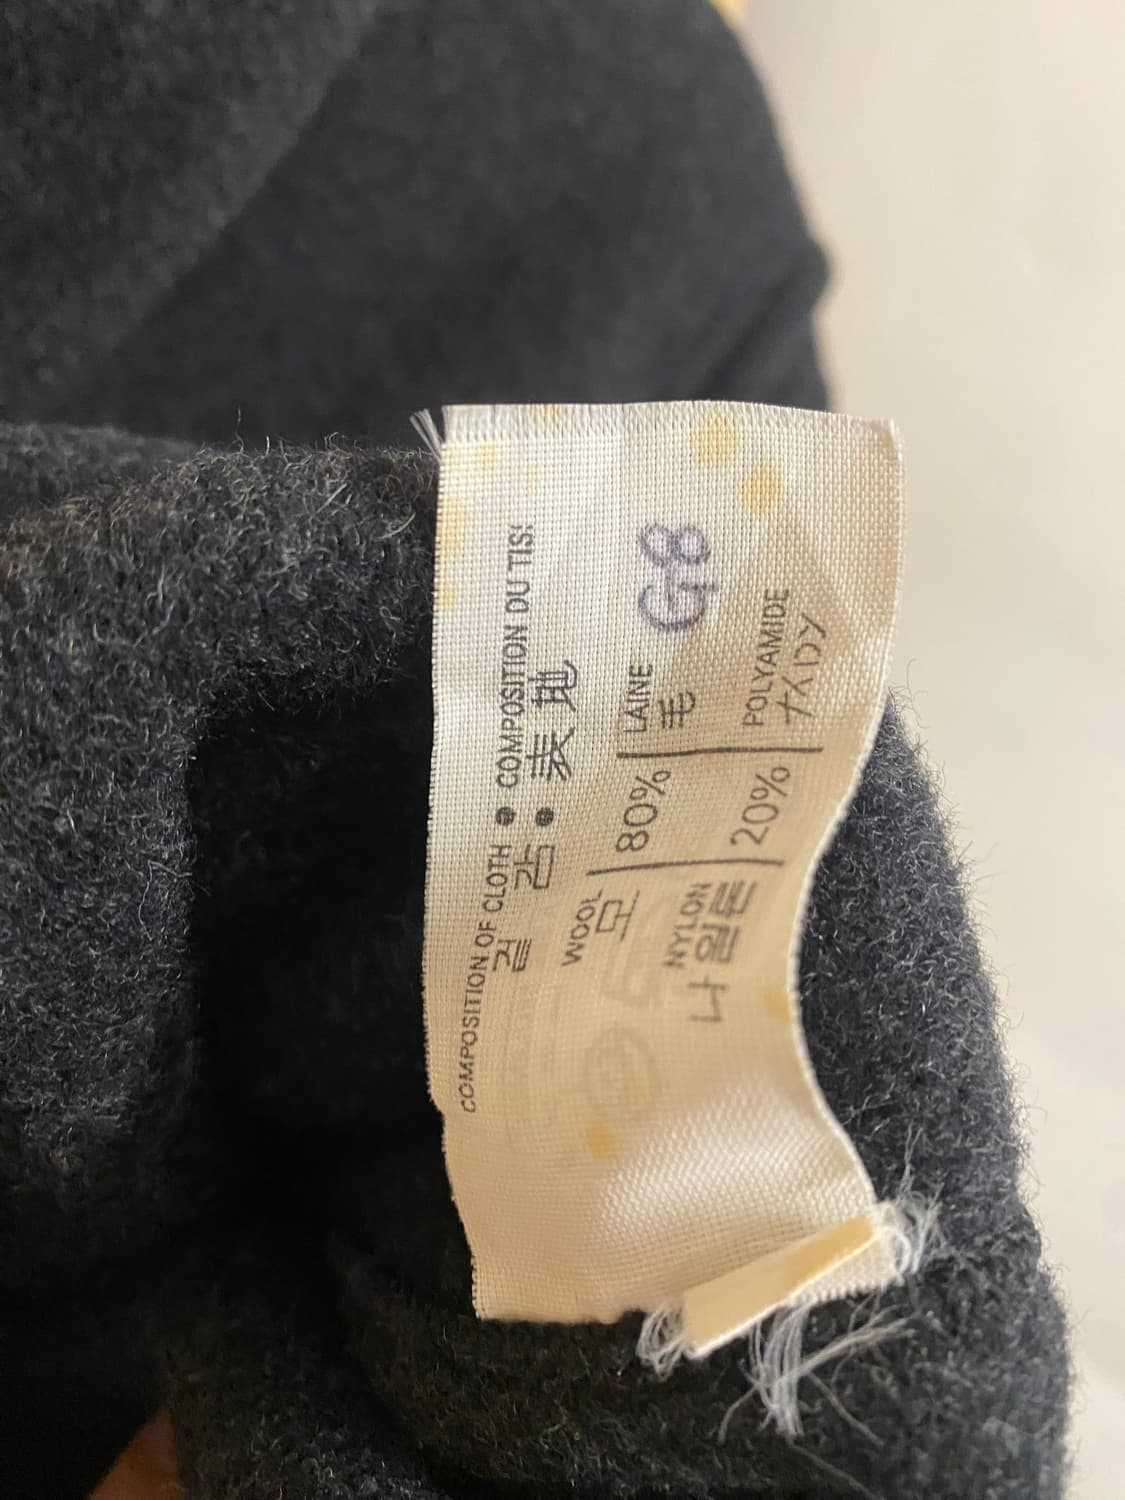 COMPOSITION OF CLOTH ● COMPOSITION DU TIS
겉 감 ● 表地
G8
WOOL 80% LAINE
모 毛
NYLON 20% POLYAMIDE
나일론 ナイロン